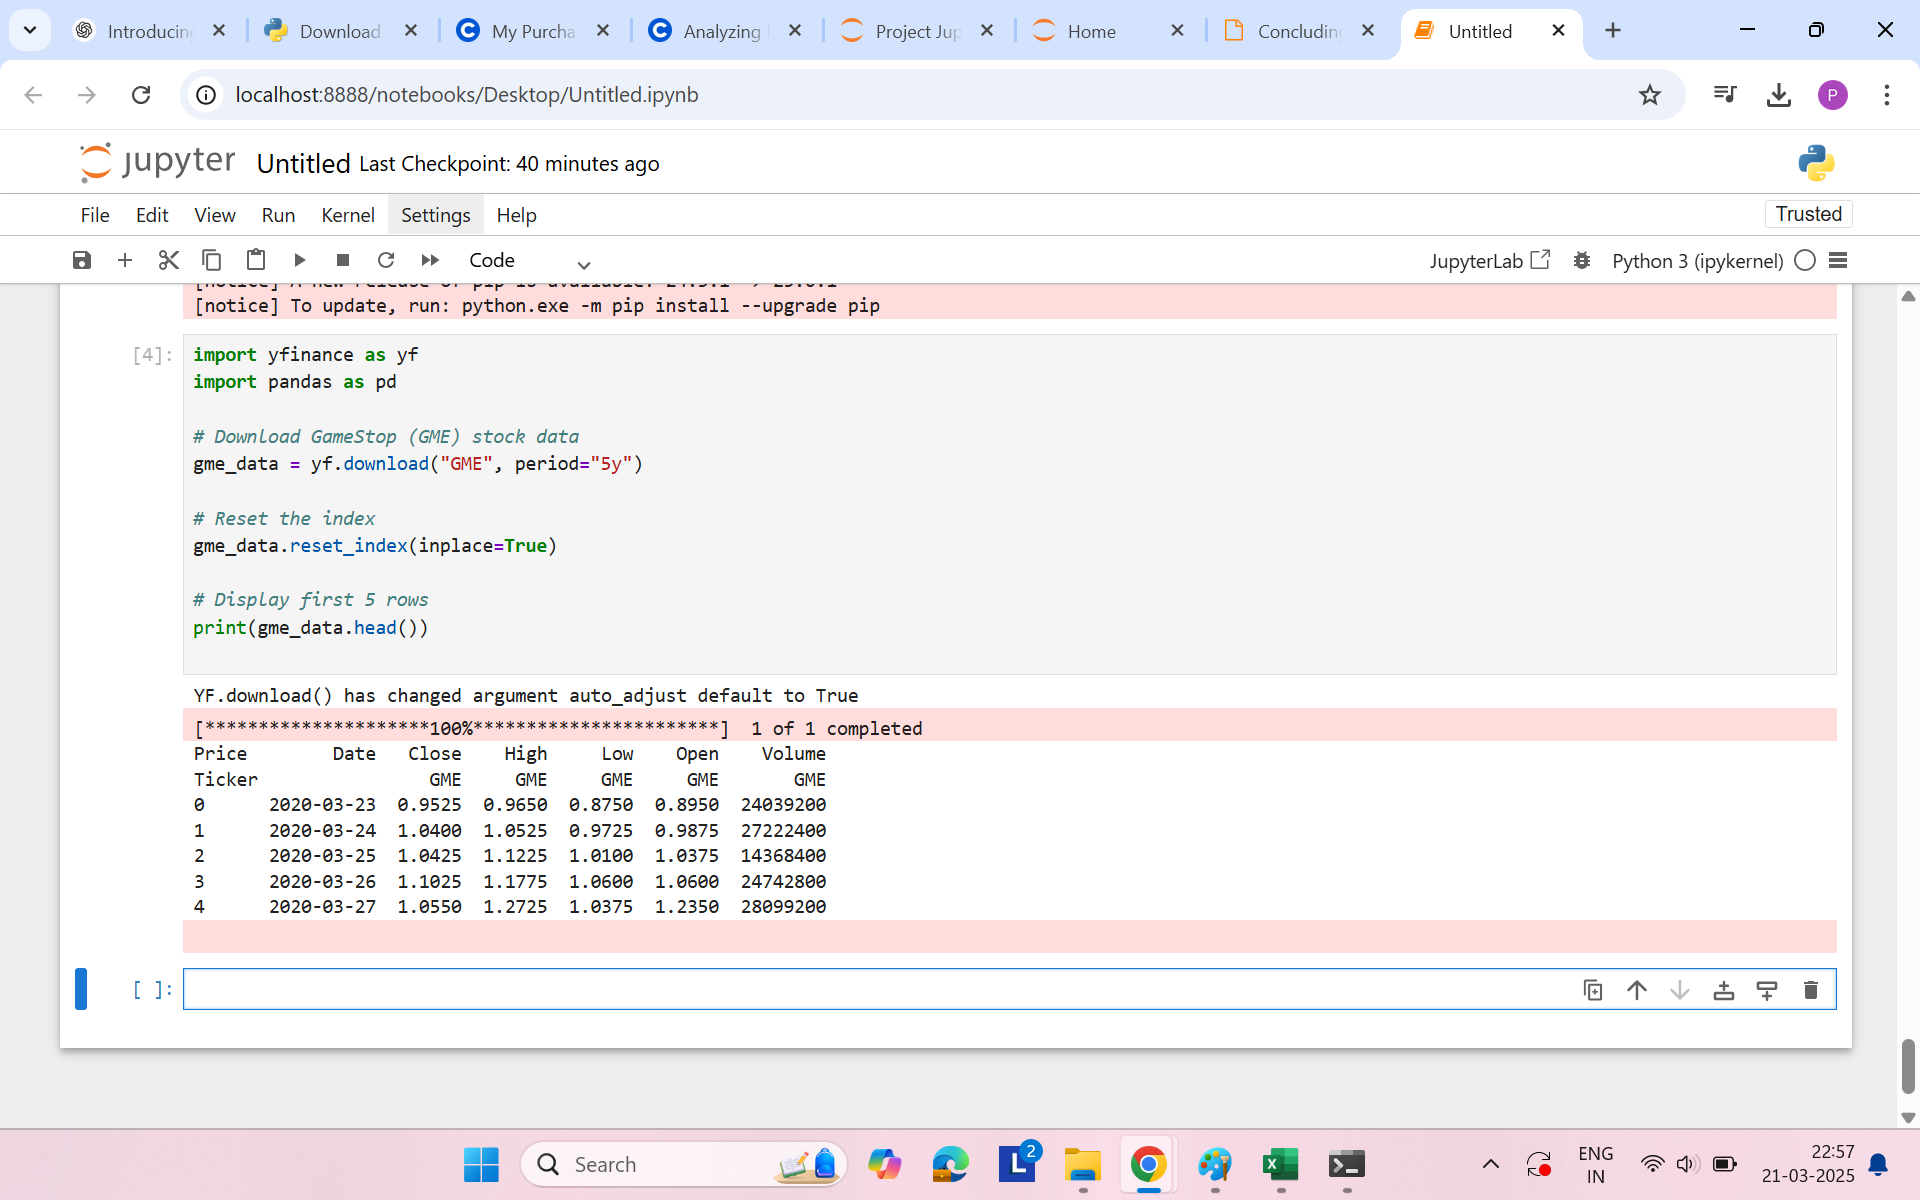 Introducing
Download
My Purcha
Analyzing
Project Jup
Home
Concluding
Untitled
localhost:8888/notebooks/Desktop/Untitled.ipynb
P
jupyter Untitled Last Checkpoint: 40 minutes ago
File Edit View Run Kernel Settings Help
Trusted
Code
JupyterLab
Python 3 (ipykernel)
[notice] To update, run: python.exe -m pip install --upgrade pip
[4]:
import yfinance as yf
import pandas as pd
# Download GameStop (GME) stock data
gme_data = yf.download("GME", period="5y")
# Reset the index
gme_data.reset_index(inplace=True)
# Display first 5 rows
print(gme_data.head())
YF.download() has changed argument auto_adjust default to True
[*********************100%***********************] 1 of 1 completed
Price Date Close High Low Open Volume
Ticker GME GME GME GME GME
0 2020-03-23 0.9525 0.9650 0.8750 0.8950 24039200
1 2020-03-24 1.0400 1.0525 0.9725 0.9875 27222400
2 2020-03-25 1.0425 1.1225 1.0100 1.0375 14368400
3 2020-03-26 1.1025 1.1775 1.0600 1.0600 24742800
4 2020-03-27 1.0550 1.2725 1.0375 1.2350 28099200
[ ]:
Search
L
2
X
ENG
IN
22:57
21-03-2025